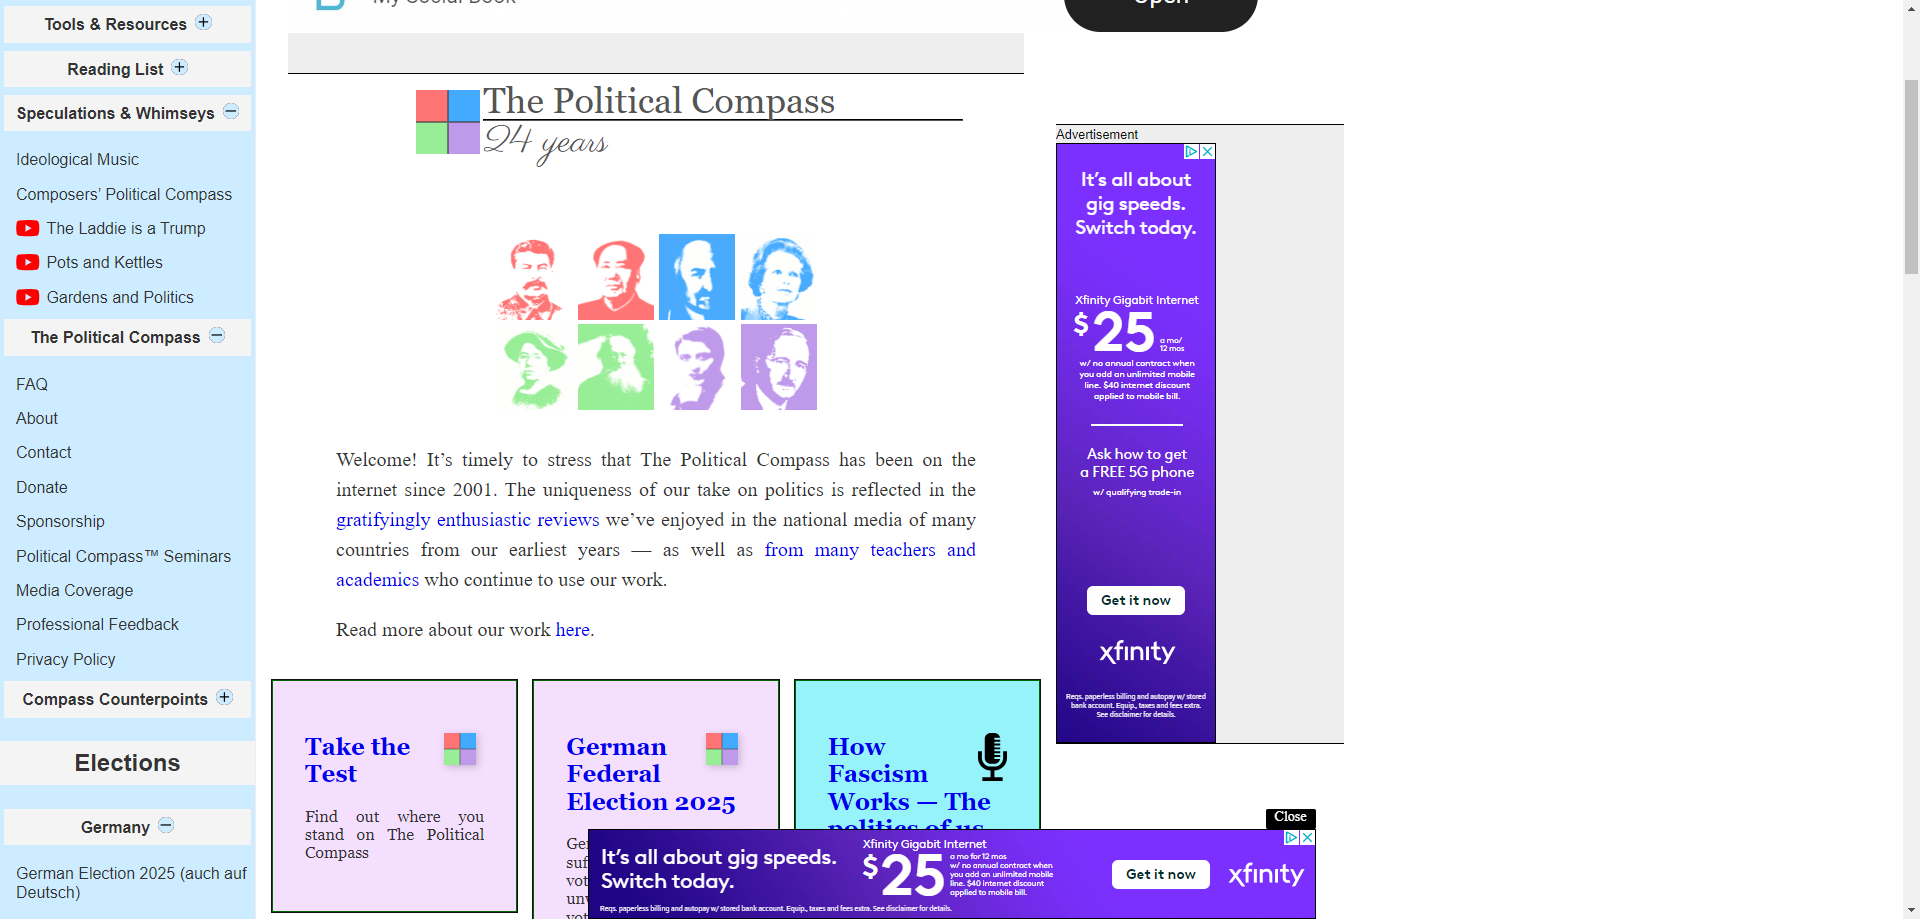 Tools & Resources
Reading List
Speculations & Whimseys
Ideological Music
Composers’ Political Compass
The Laddie is a Trump
Pots and Kettles
Gardens and Politics
The Political Compass
FAQ
About
Contact
Donate
Sponsorship
Political Compass™ Seminars
Media Coverage
Professional Feedback
Privacy Policy
Compass Counterpoints
Elections
Germany
German Election 2025 (auch auf
Deutsch)
My Social Book
Open
The Political Compass
24 years
Welcome! It’s timely to stress that The Political Compass has been on the
internet since 2001. The uniqueness of our take on politics is reflected in the
gratifyingly enthusiastic reviews we’ve enjoyed in the national media of many
countries from our earliest years — as well as from many teachers and
academics who continue to use our work.
Read more about our work here.
Take the
Test
Find out where you
stand on The Political
Compass
German
Federal
Election 2025
How
Fascism
Works — The
politics of us
Advertisement
It’s all about
gig speeds.
Switch today.
Xfinity Gigabit Internet
$25 a mo/
12 mos
w/ no annual contract when
you add an unlimited mobile
line. $40 internet discount
applied to mobile bill.
Ask how to get
a FREE 5G phone
w/ qualifying trade-in
Get it now
xfinity
Reqs. paperless billing and autopay w/ stored
bank account. Equip., taxes and fees extra.
See disclaimer for details.
Close
It’s all about gig speeds.
Switch today.
Xfinity Gigabit Internet
$25 a mo for 12 mos
w/ no annual contract when
you add an unlimited mobile
line. $40 internet discount
applied to mobile bill.
Get it now
xfinity
Reqs. paperless billing and autopay w/ stored bank account. Equip., taxes and fees extra. See disclaimer for details.